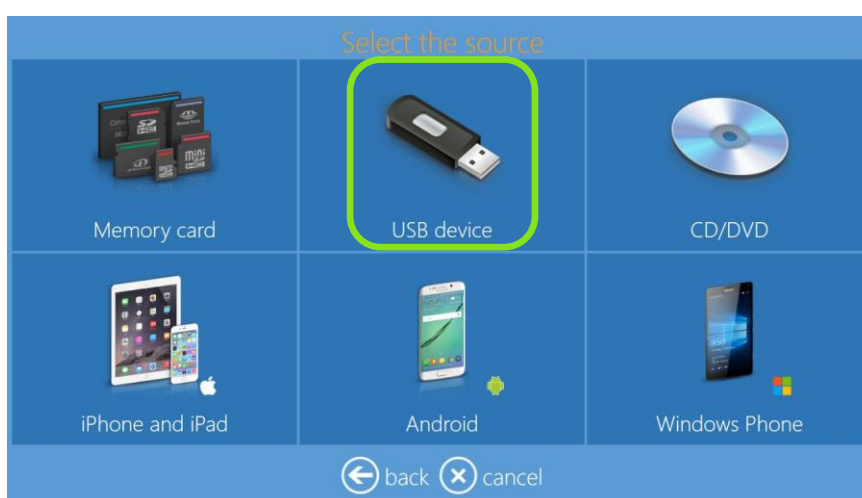 Select the source
Memory card
USB device
CD/DVD
iPhone and iPad
Android
Windows Phone
back cancel